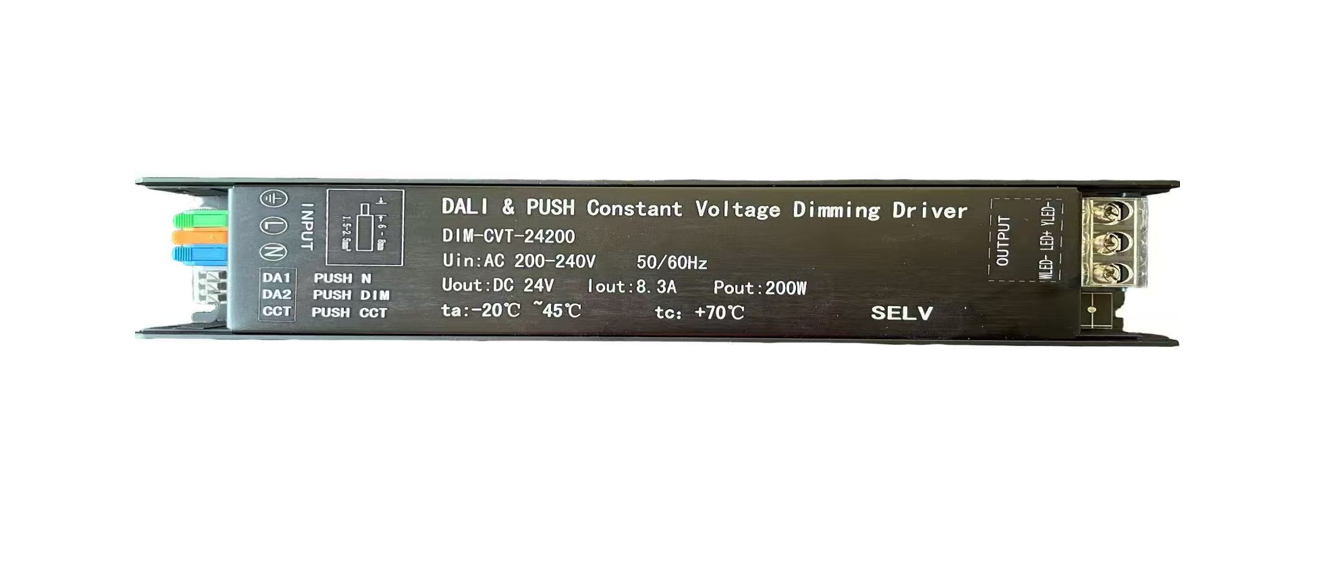 L
N
INPUT
DA1 PUSH N
DA2 PUSH DIM
CCT PUSH CCT
DALI & PUSH Constant Voltage Dimming Driver
DIM-CVT-24200
Uin:AC 200-240V 50/60Hz
Uout:DC 24V Iout:8.3A Pout:200W
ta:-20℃ ~45℃ tc: +70℃
SELV
OUTPUT
WLED- LED+ YLED-